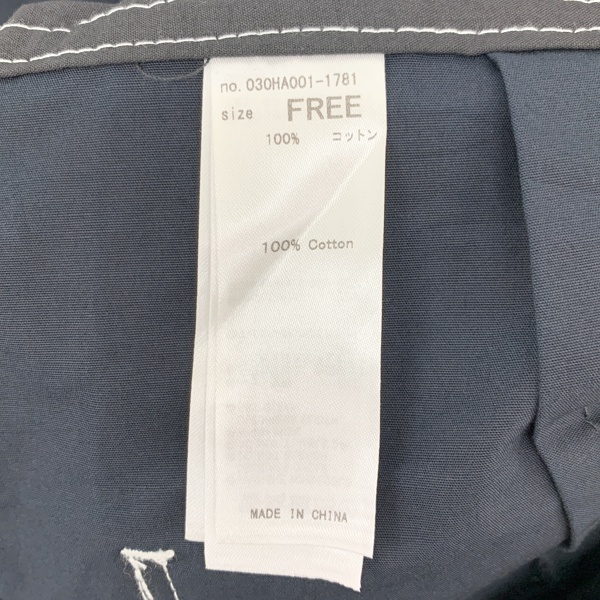 no. 030HA001-1781
size FREE
100% コットン
100% Cotton
MADE IN CHINA